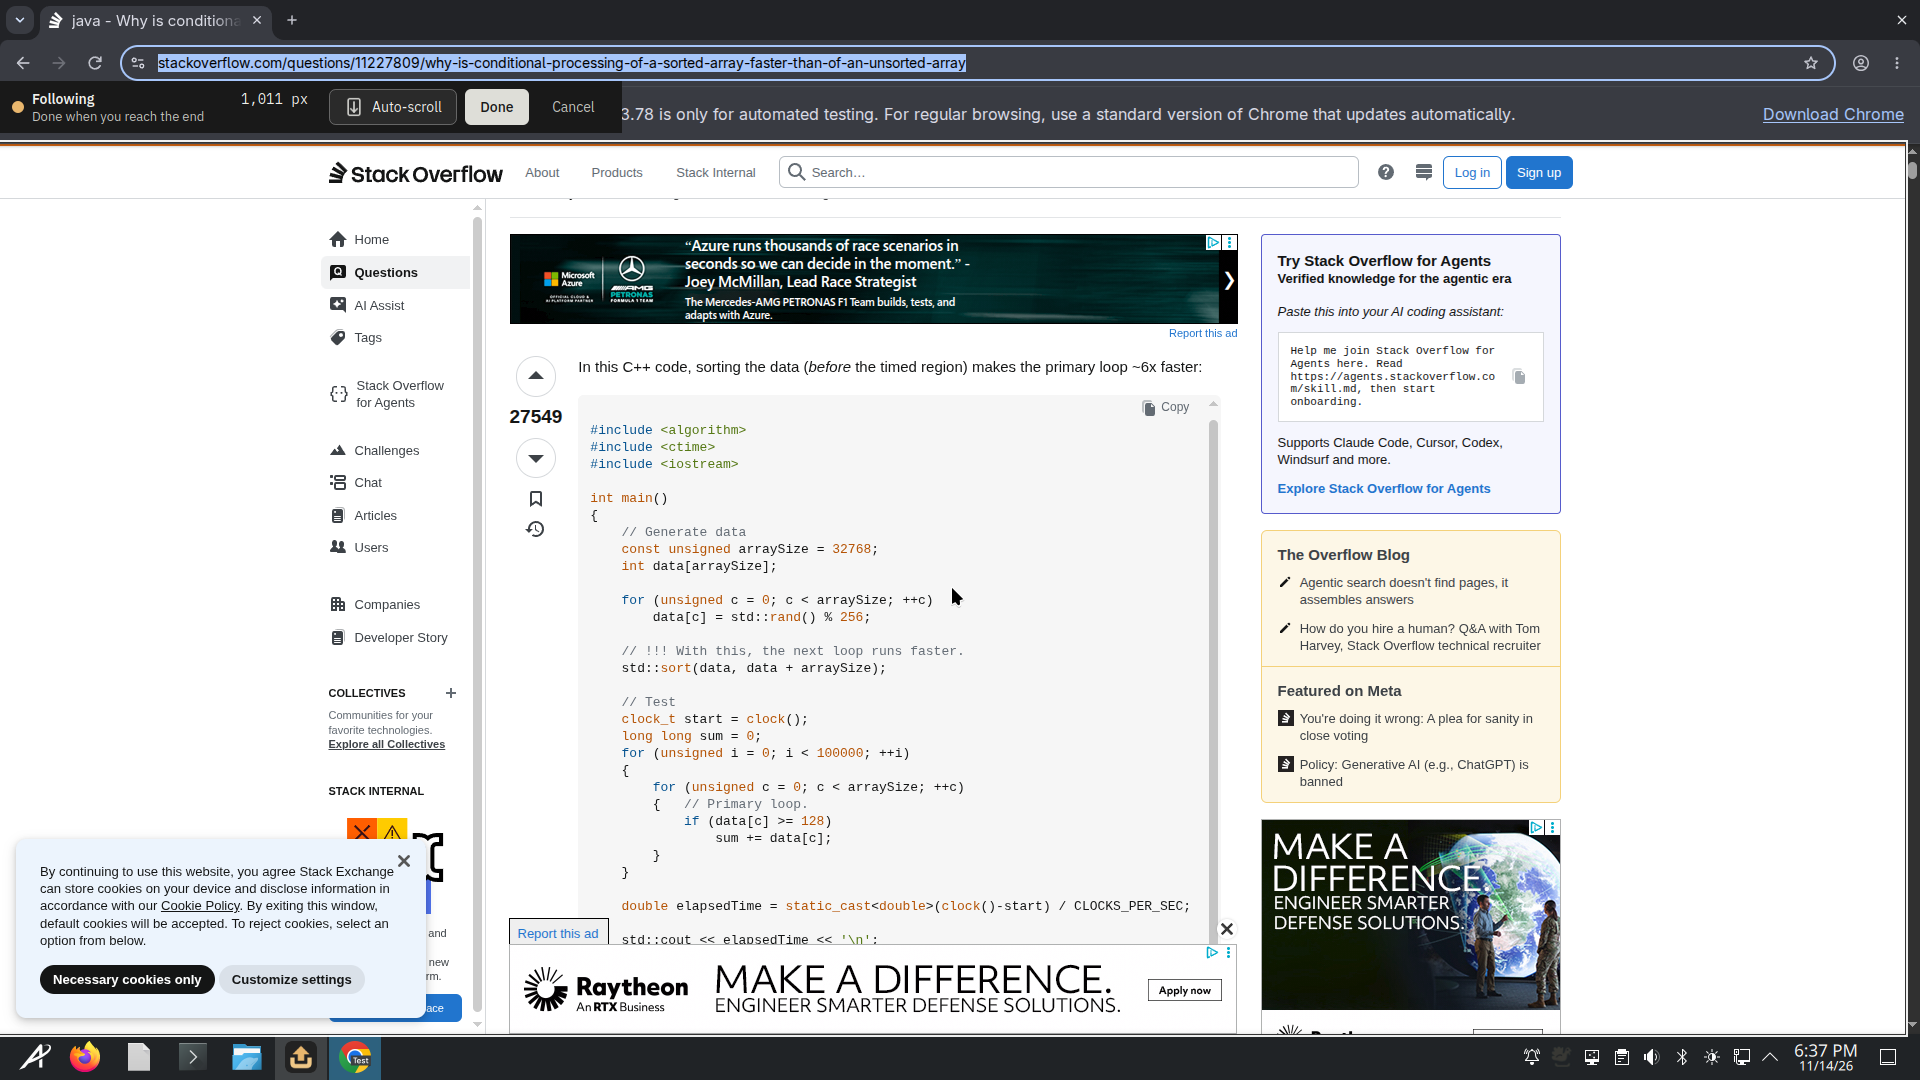 java - Why is conditiona
stackoverflow.com/questions/11227809/why-is-conditional-processing-of-a-sorted-array-faster-than-of-an-unsorted-array
Following
Done when you reach the end
1,011 px
Auto-scroll
Done
Cancel
3.78 is only for automated testing. For regular browsing, use a standard version of Chrome that updates automatically.
Download Chrome
Stack Overflow
About
Products
Stack Internal
Search…
Log in
Sign up
Home
Questions
AI Assist
Tags
Stack Overflow
for Agents
Challenges
Chat
Articles
Users
Companies
Developer Story
COLLECTIVES
Communities for your
favorite technologies.
Explore all Collectives
STACK INTERNAL
and
new
rm.
ace
By continuing to use this website, you agree Stack Exchange
can store cookies on your device and disclose information in
accordance with our Cookie Policy. By exiting this window,
default cookies will be accepted. To reject cookies, select an
option from below.
Necessary cookies only
Customize settings
Microsoft
Azure
OFFICIAL CLOUD &
AI PLATFORM PARTNER
AMG
PETRONAS
FORMULA 1 TEAM
“Azure runs thousands of race scenarios in
seconds so we can decide in the moment.” -
Joey McMillan, Lead Race Strategist
The Mercedes-AMG PETRONAS F1 Team builds, tests, and
adapts with Azure.
Report this ad
27549
In this C++ code, sorting the data (before the timed region) makes the primary loop ~6x faster:
Copy
#include <algorithm>
#include <ctime>
#include <iostream>
int main()
{
// Generate data
const unsigned arraySize = 32768;
int data[arraySize];
for (unsigned c = 0; c < arraySize; ++c)
data[c] = std::rand() % 256;
// !!! With this, the next loop runs faster.
std::sort(data, data + arraySize);
// Test
clock_t start = clock();
long long sum = 0;
for (unsigned i = 0; i < 100000; ++i)
{
for (unsigned c = 0; c < arraySize; ++c)
{ // Primary loop.
if (data[c] >= 128)
sum += data[c];
}
}
double elapsedTime = static_cast<double>(clock()-start) / CLOCKS_PER_SEC;
std::cout << elapsedTime << '\n';
Report this ad
Raytheon
An RTX Business
MAKE A DIFFERENCE.
ENGINEER SMARTER DEFENSE SOLUTIONS.
Apply now
Try Stack Overflow for Agents
Verified knowledge for the agentic era
Paste this into your AI coding assistant:
Help me join Stack Overflow for
Agents here. Read
https://agents.stackoverflow.co
m/skill.md, then start
onboarding.
Supports Claude Code, Cursor, Codex,
Windsurf and more.
Explore Stack Overflow for Agents
The Overflow Blog
Agentic search doesn't find pages, it
assembles answers
How do you hire a human? Q&A with Tom
Harvey, Stack Overflow technical recruiter
Featured on Meta
You're doing it wrong: A plea for sanity in
close voting
Policy: Generative AI (e.g., ChatGPT) is
banned
MAKE A
DIFFERENCE.
ENGINEER SMARTER
DEFENSE SOLUTIONS.
Test
6:37 PM
11/14/26